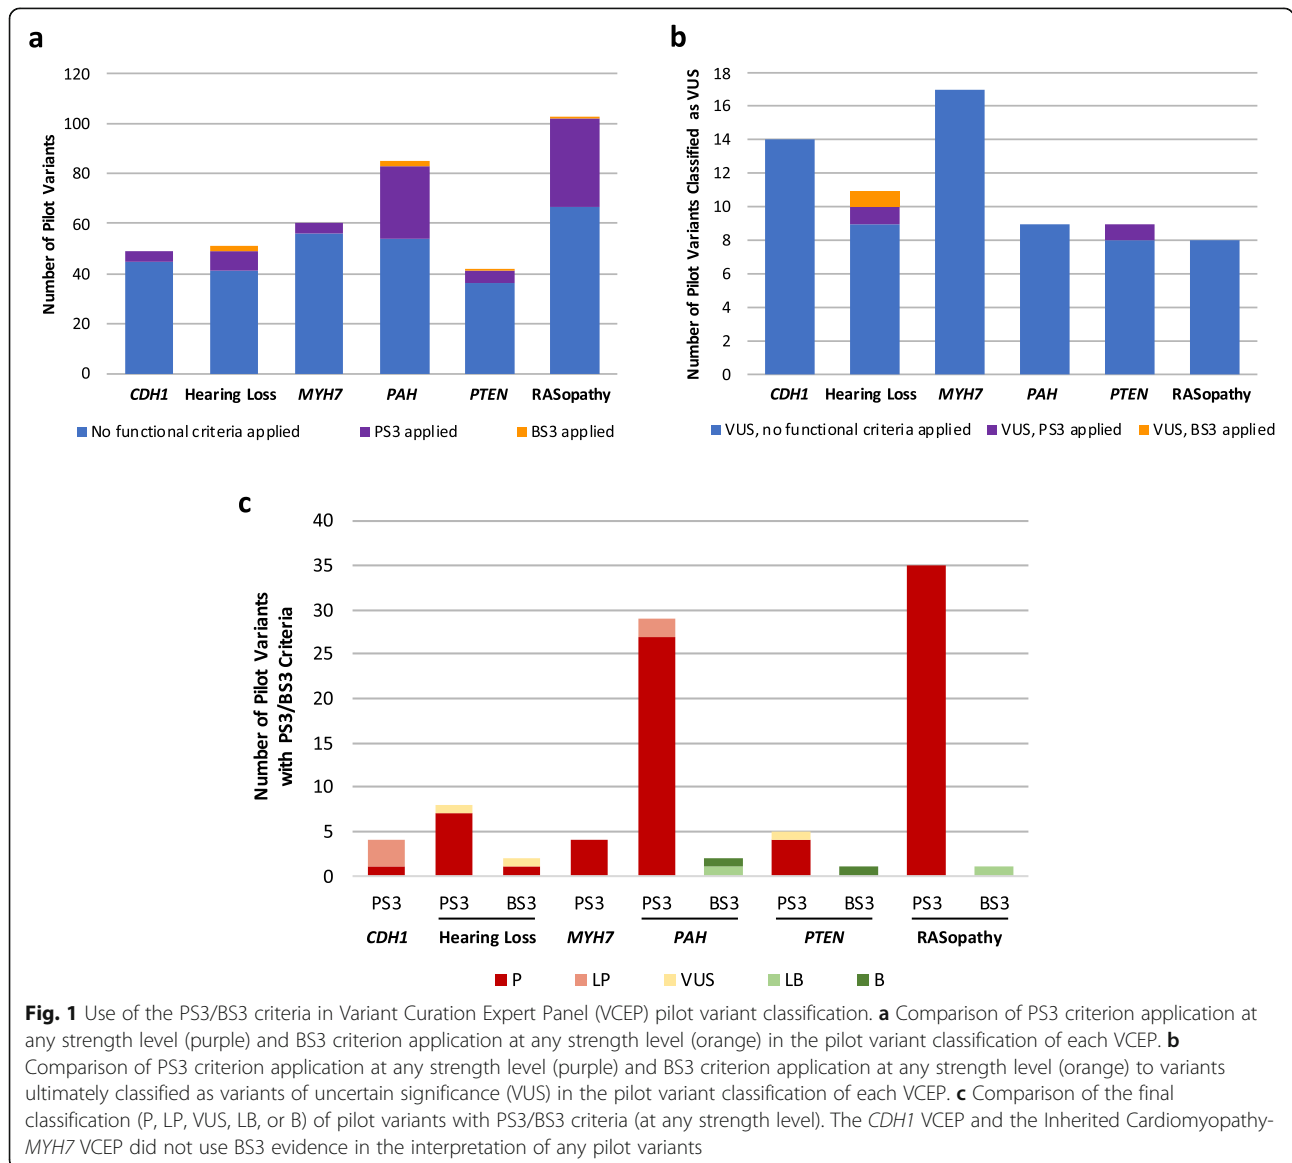 a
120
100
80
60
40
20
0
Number of Pilot Variants
CDH1 Hearing Loss MYH7 PAH PTEN RASopathy
No functional criteria applied PS3 applied BS3 applied
b
18
16
14
12
10
8
6
4
2
0
Number of Pilot Variants Classified as VUS
CDH1 Hearing Loss MYH7 PAH PTEN RASopathy
VUS, no functional criteria applied VUS, PS3 applied VUS, BS3 applied
c
40
35
30
25
20
15
10
5
0
Number of Pilot Variants
with PS3/BS3 Criteria
PS3 PS3 BS3 PS3 PS3 BS3 PS3 BS3 PS3 BS3
CDH1 Hearing Loss MYH7 PAH PTEN RASopathy
P LP VUS LB B
Fig. 1 Use of the PS3/BS3 criteria in Variant Curation Expert Panel (VCEP) pilot variant classification. a Comparison of PS3 criterion application at
any strength level (purple) and BS3 criterion application at any strength level (orange) in the pilot variant classification of each VCEP. b
Comparison of PS3 criterion application at any strength level (purple) and BS3 criterion application at any strength level (orange) to variants
ultimately classified as variants of uncertain significance (VUS) in the pilot variant classification of each VCEP. c Comparison of the final
classification (P, LP, VUS, LB, or B) of pilot variants with PS3/BS3 criteria (at any strength level). The CDH1 VCEP and the Inherited Cardiomyopathy-
MYH7 VCEP did not use BS3 evidence in the interpretation of any pilot variants